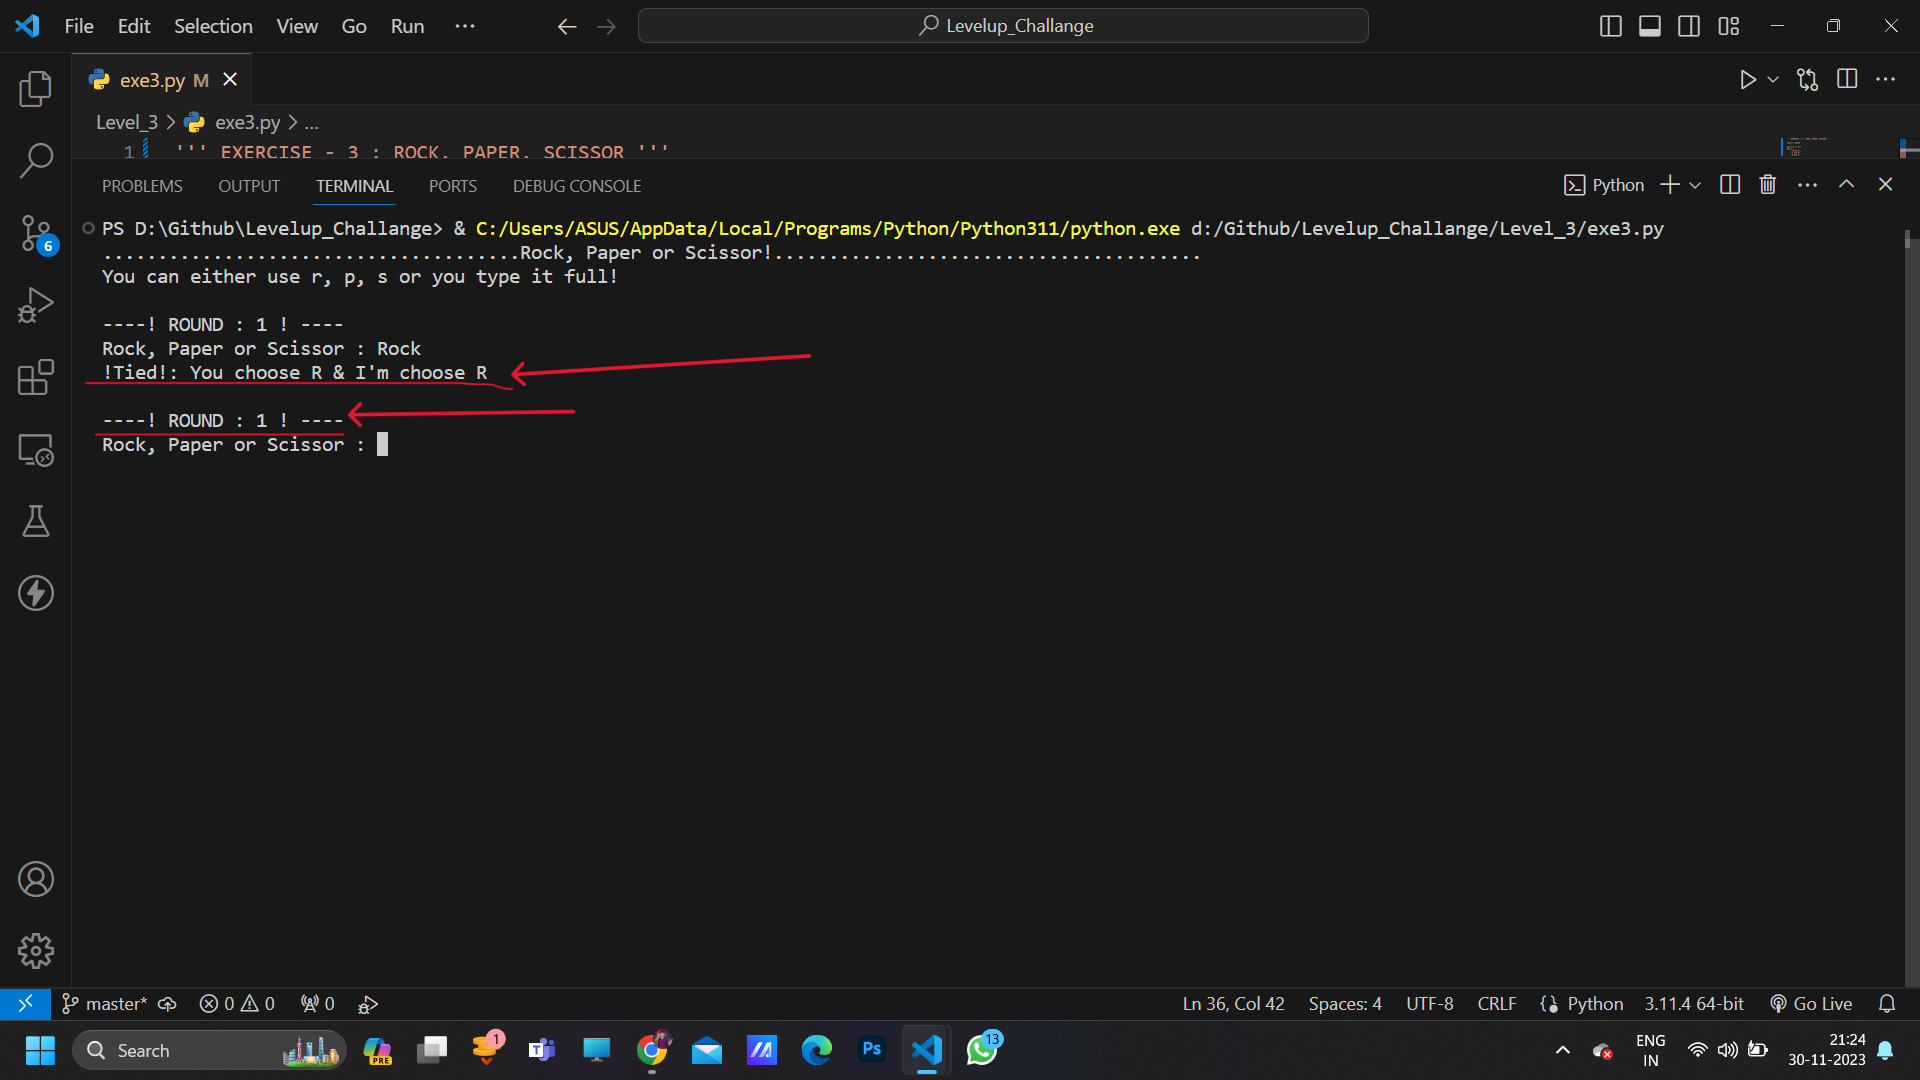 File Edit Selection View Go Run ··· Levelup_Challange
exe3.py M
Level_3 > exe3.py > ...
1 ''' EXERCISE - 3 : ROCK, PAPER, SCISSOR '''
PROBLEMS OUTPUT TERMINAL PORTS DEBUG CONSOLE Python
PS D:\Github\Levelup_Challange> & C:/Users/ASUS/AppData/Local/Programs/Python/Python311/python.exe d:/Github/Levelup_Challange/Level_3/exe3.py
......................................Rock, Paper or Scissor!.......................................
You can either use r, p, s or you type it full!
----! ROUND : 1 ! ----
Rock, Paper or Scissor : Rock
!Tied!: You choose R & I'm choose R
----! ROUND : 1 ! ----
Rock, Paper or Scissor :
6
master* 0 0 0 Ln 36, Col 42 Spaces: 4 UTF-8 CRLF {} Python 3.11.4 64-bit Go Live
Search PRE 1 Ps 13 ENG IN 21:24
30-11-2023